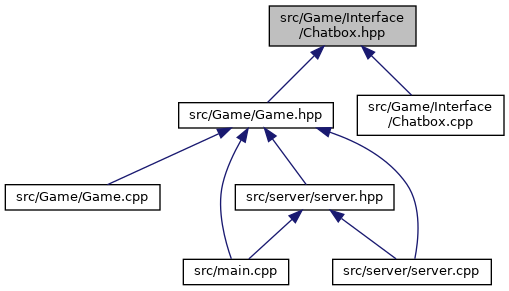 src/Game/Interface
/Chatbox.hpp
src/Game/Game.hpp
src/Game/Interface
/Chatbox.cpp
src/Game/Game.cpp
src/server/server.hpp
src/main.cpp
src/server/server.cpp